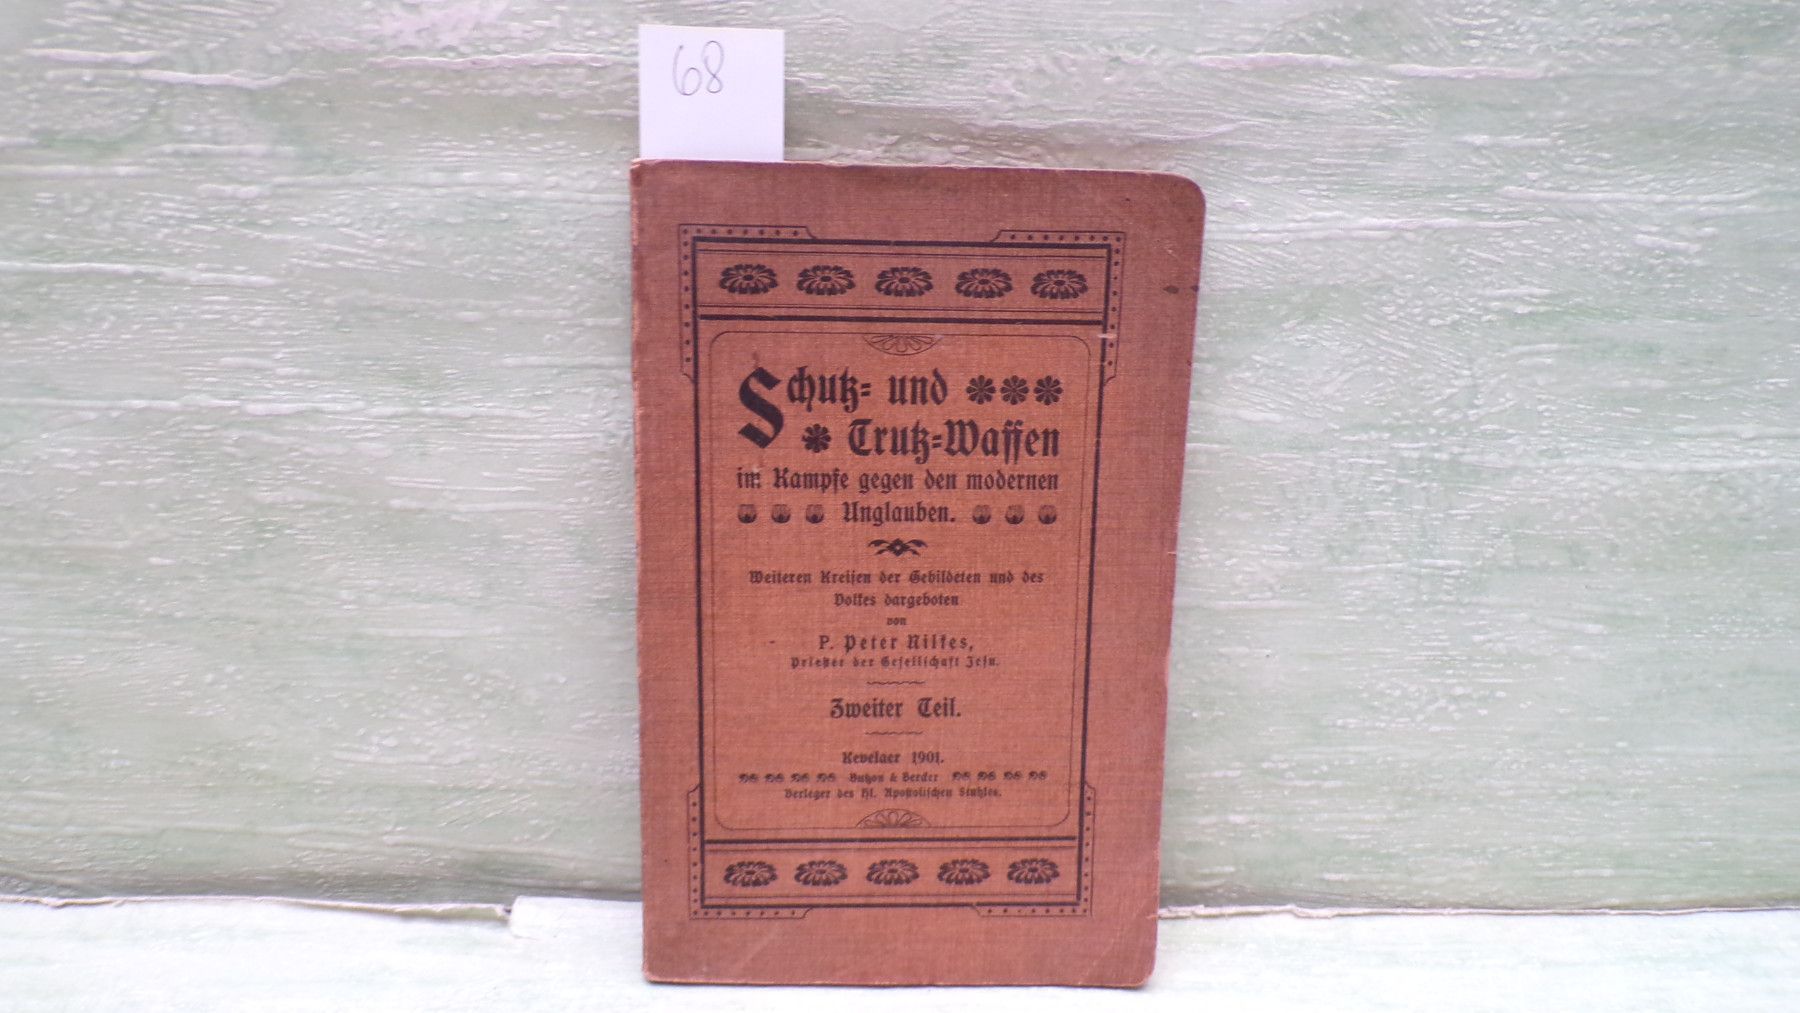 68
Schutz- und
Trutz-Waffen
im Kampfe gegen den modernen
Unglauben.
Weiteren Kreisen der Gebildeten und des
Volkes dargeboten
von
P. Peter Nilkes,
Priester der Gesellschaft Jesu.
Zweiter Teil.
Kevelaer 1901.
Butzon & Bercker
Verleger des Hl. Apostolischen Stuhles.